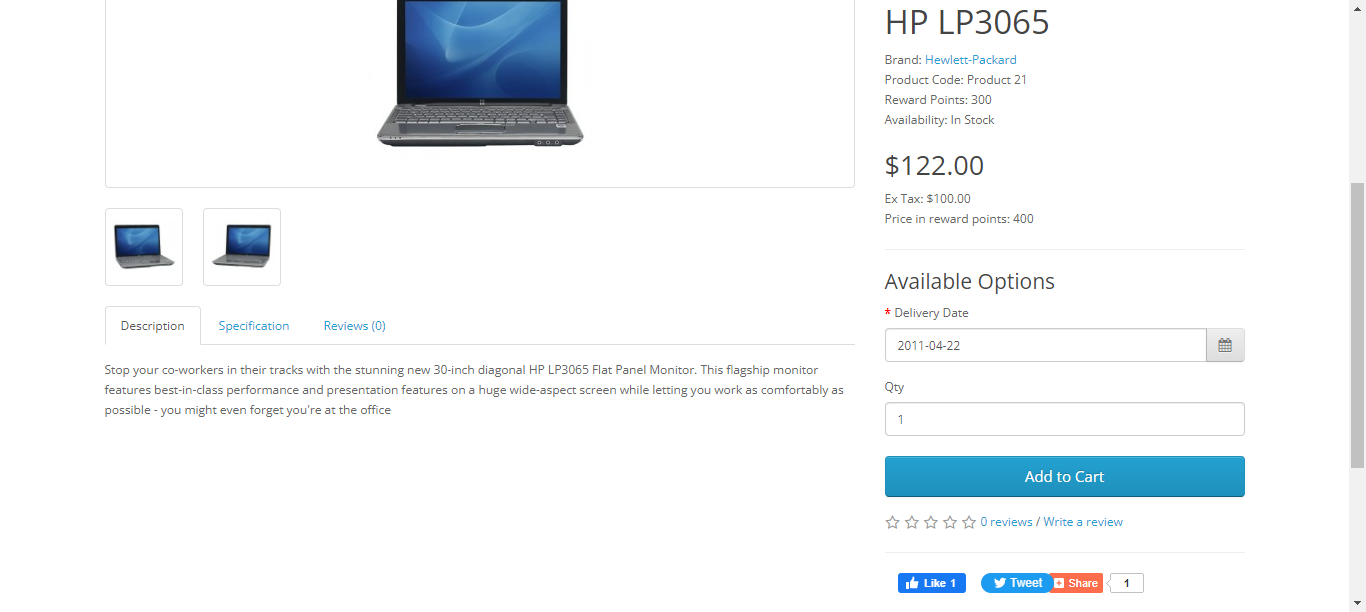 HP LP3065
Brand: Hewlett-Packard
Product Code: Product 21
Reward Points: 300
Availability: In Stock
$122.00
Ex Tax: $100.00
Price in reward points: 400
Available Options
* Delivery Date
2011-04-22
Qty
1
Add to Cart
0 reviews / Write a review
Like 1
Tweet
Share
1
Description
Specification
Reviews (0)
Stop your co-workers in their tracks with the stunning new 30-inch diagonal HP LP3065 Flat Panel Monitor. This flagship monitor
features best-in-class performance and presentation features on a huge wide-aspect screen while letting you work as comfortably as
possible - you might even forget you're at the office